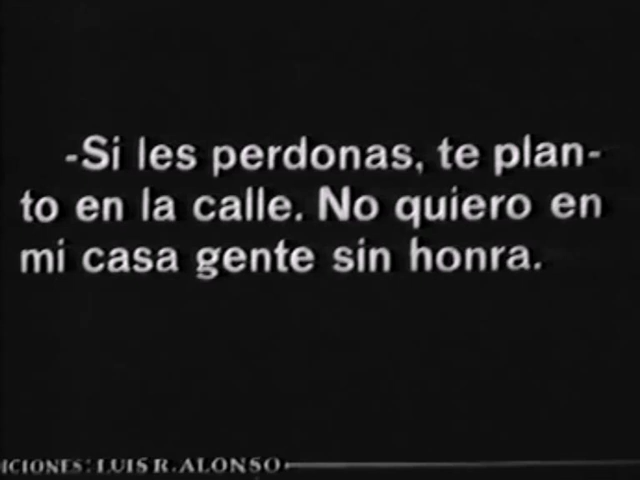 -Si les perdonas, te plan-
to en la calle. No quiero en
mi casa gente sin honra.
ICIONES: LUIS R. ALONSO